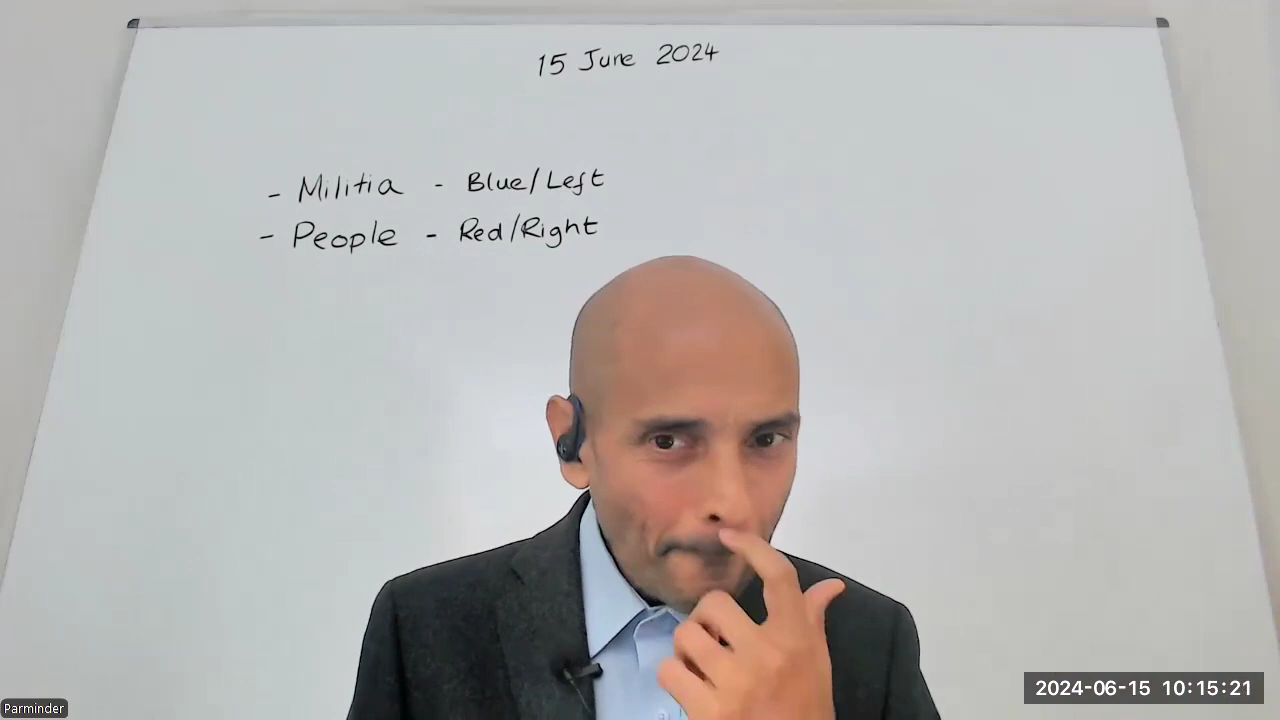 15 June 2024
- Militia - Blue/Left
- People - Red/Right
Parminder
2024-06-15 10:15:21